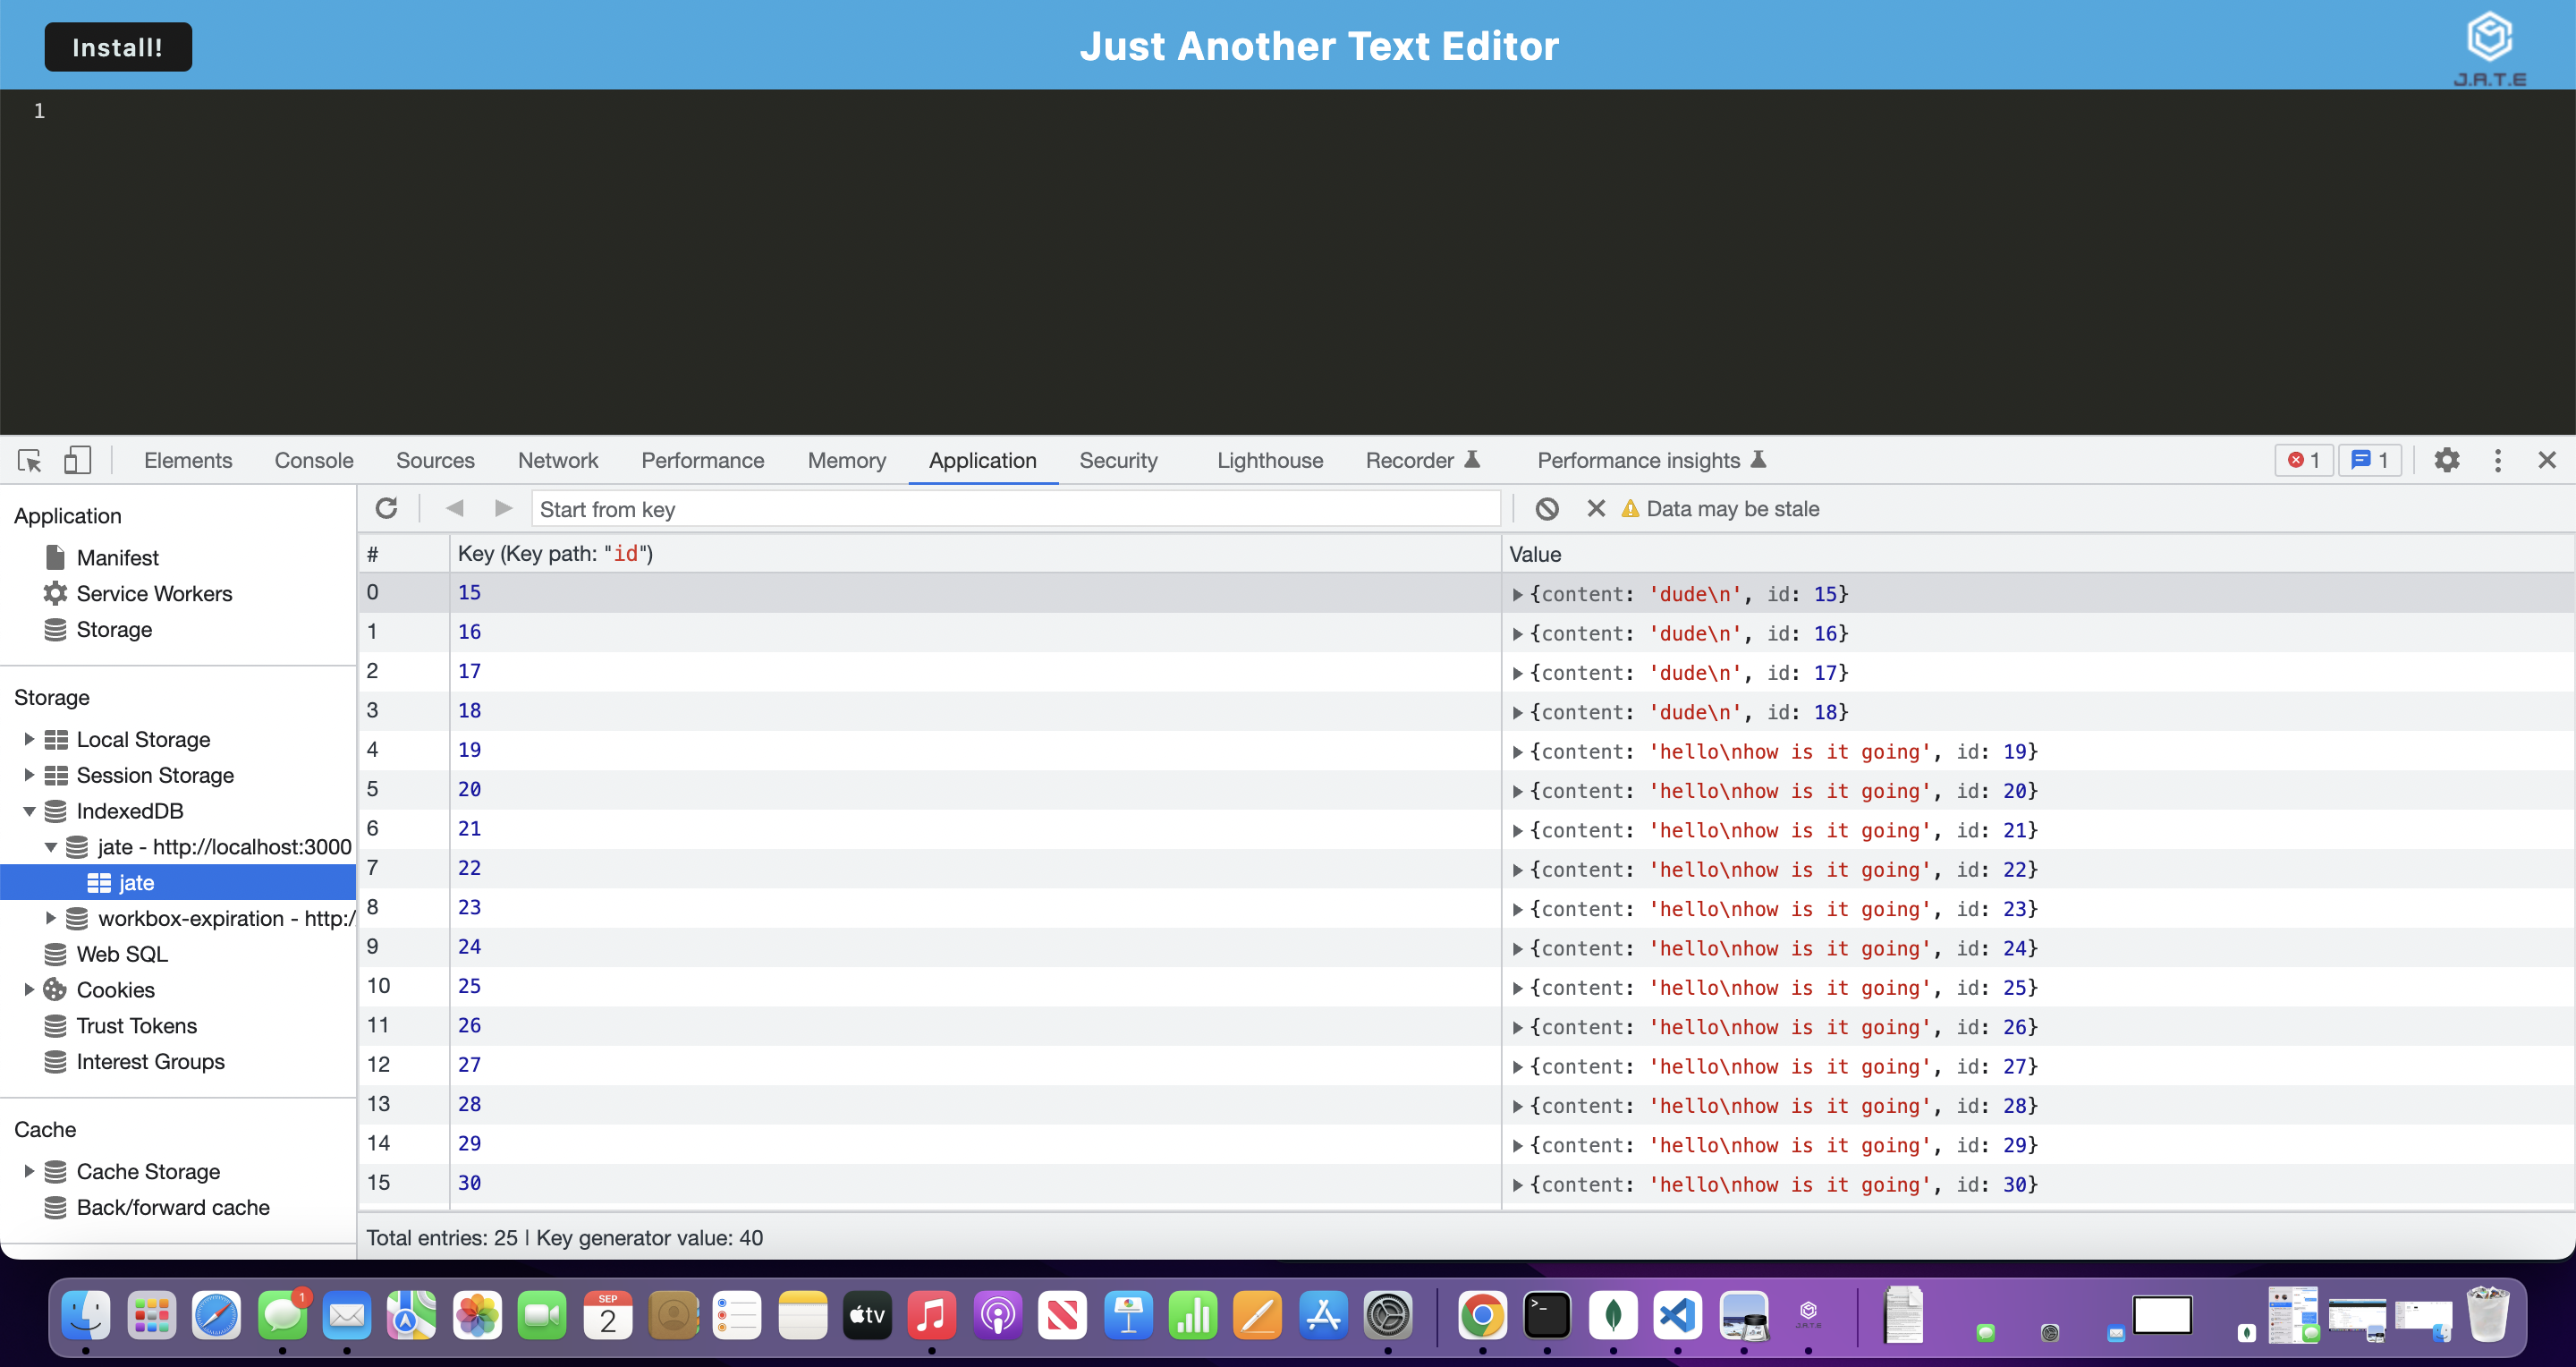 Install!
Just Another Text Editor
J.A.T.E
1
Elements Console Sources Network Performance Memory Application Security Lighthouse Recorder Performance insights 1 1
Application
Manifest
Service Workers
Storage
Storage
Local Storage
Session Storage
IndexedDB
jate - http://localhost:3000
jate
workbox-expiration - http:/
Web SQL
Cookies
Trust Tokens
Interest Groups
Cache
Cache Storage
Back/forward cache
Start from key Data may be stale
# Key (Key path: "id") Value
0 15 {content: 'dude\n', id: 15}
1 16 {content: 'dude\n', id: 16}
2 17 {content: 'dude\n', id: 17}
3 18 {content: 'dude\n', id: 18}
4 19 {content: 'hello\nhow is it going', id: 19}
5 20 {content: 'hello\nhow is it going', id: 20}
6 21 {content: 'hello\nhow is it going', id: 21}
7 22 {content: 'hello\nhow is it going', id: 22}
8 23 {content: 'hello\nhow is it going', id: 23}
9 24 {content: 'hello\nhow is it going', id: 24}
10 25 {content: 'hello\nhow is it going', id: 25}
11 26 {content: 'hello\nhow is it going', id: 26}
12 27 {content: 'hello\nhow is it going', id: 27}
13 28 {content: 'hello\nhow is it going', id: 28}
14 29 {content: 'hello\nhow is it going', id: 29}
15 30 {content: 'hello\nhow is it going', id: 30}
Total entries: 25 | Key generator value: 40
1
SEP
2
tv
>_
J.A.T.E